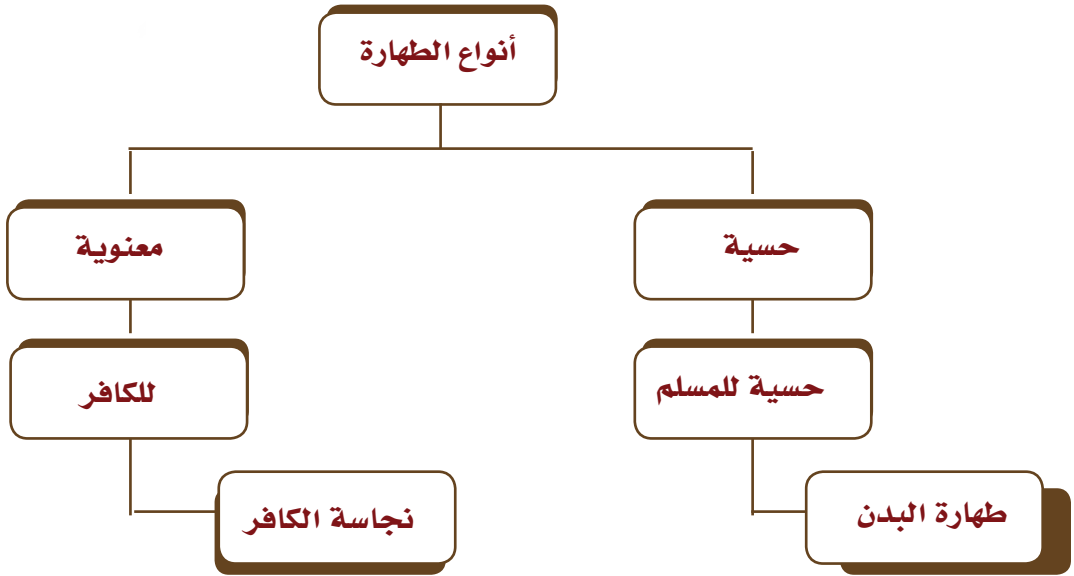 أنواع الطهارة
حسية
معنوية
حسية للمسلم
للكافر
طهارة البدن
نجاسة الكافر